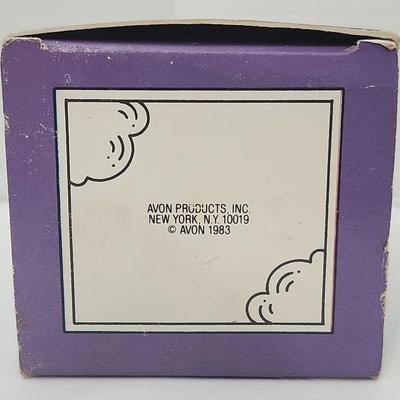 AVON PRODUCTS, INC.
NEW YORK, N.Y. 10019
© AVON 1983